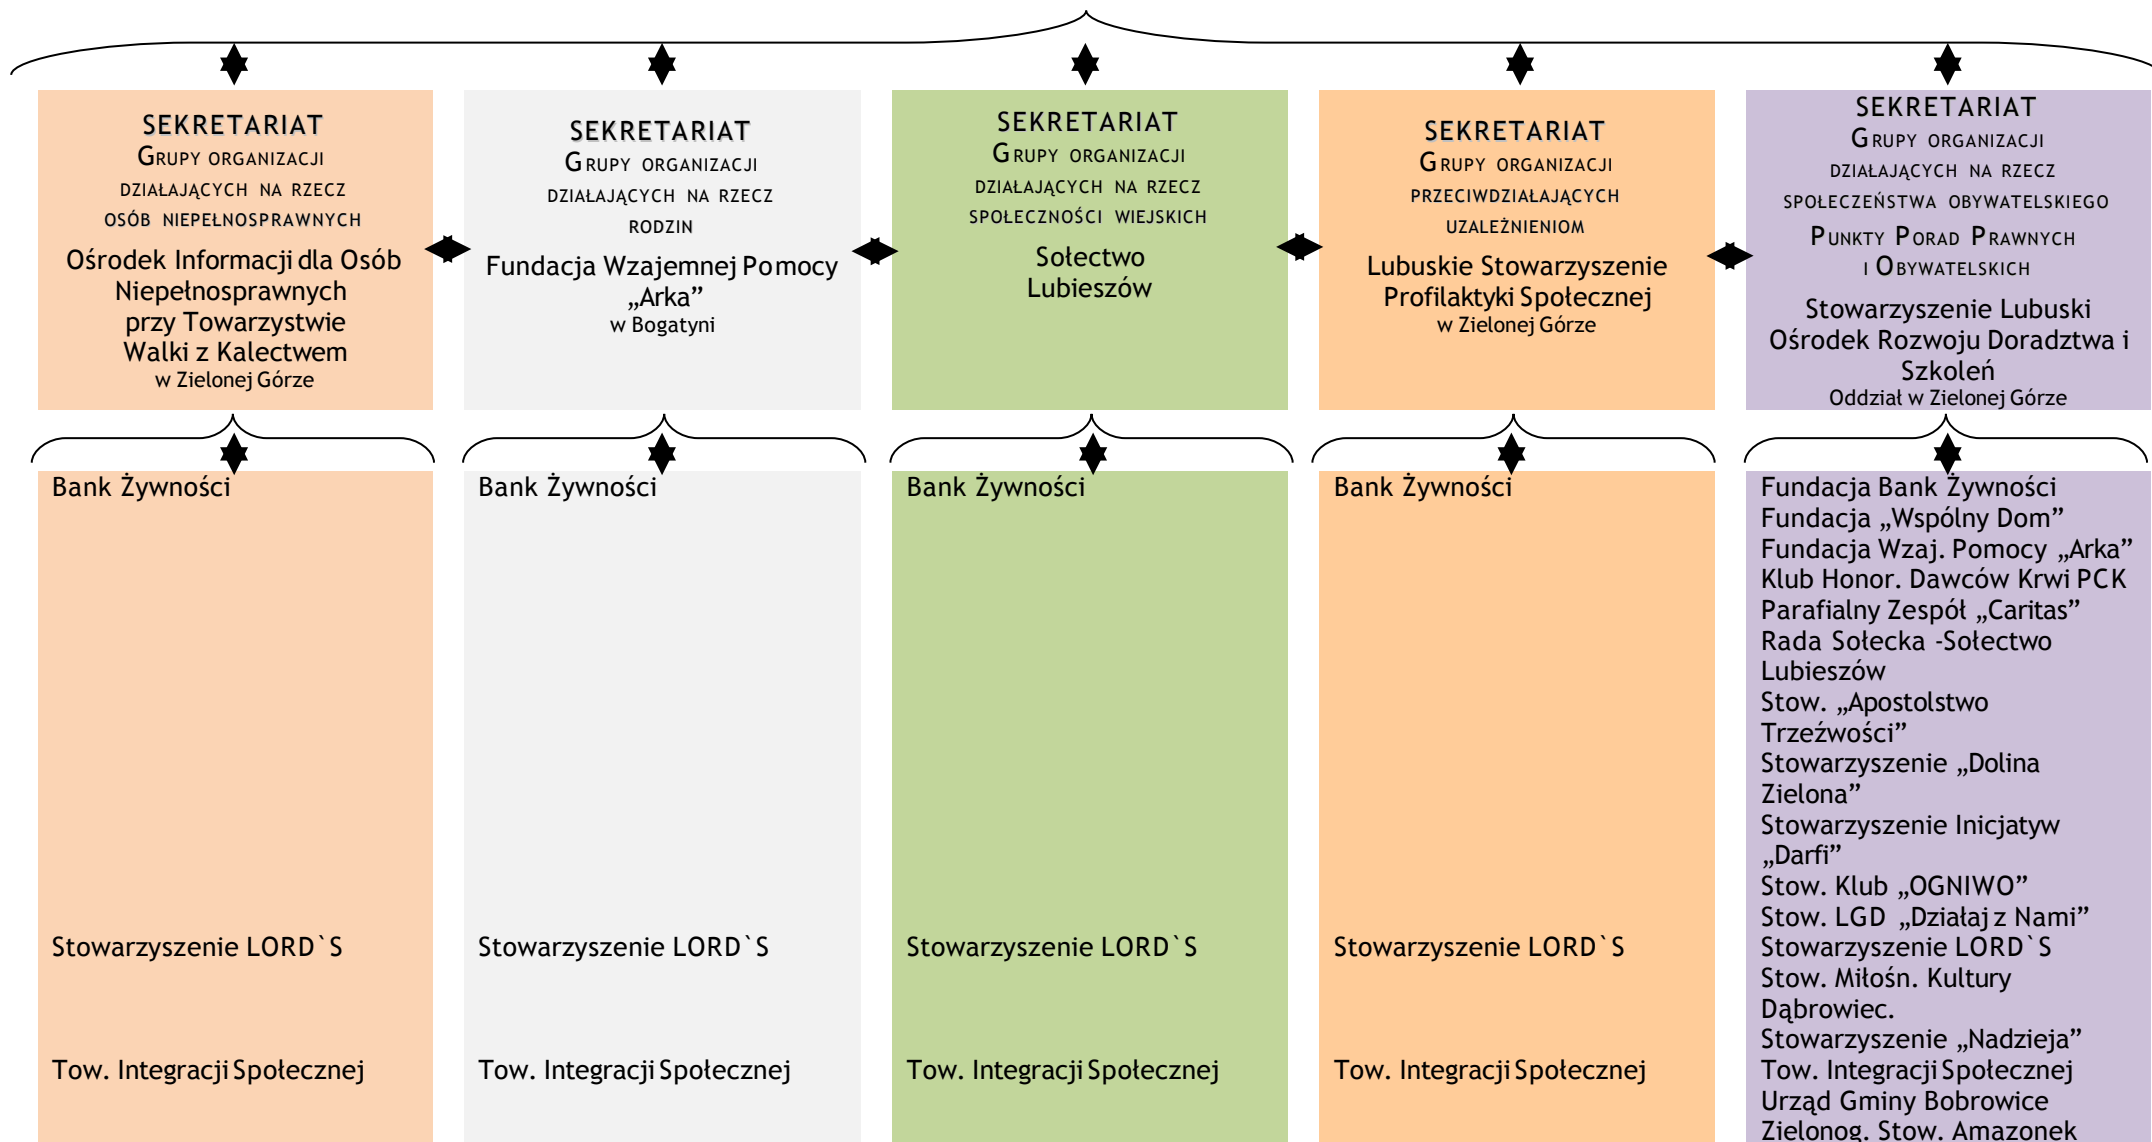 SEKRETARIAT
GRUPY ORGANIZACJI
DZIAŁAJĄCYCH NA RZECZ
OSÓB NIEPEŁNOSPRAWNYCH
Ośrodek Informacji dla Osób
Niepełnosprawnych
przy Towarzystwie
Walki z Kalectwem
w Zielonej Górze
SEKRETARIAT
GRUPY ORGANIZACJI
DZIAŁAJĄCYCH NA RZECZ
RODZIN
Fundacja Wzajemnej Pomocy
„Arka”
w Bogatyni
SEKRETARIAT
GRUPY ORGANIZACJI
DZIAŁAJĄCYCH NA RZECZ
SPOŁECZNOŚCI WIEJSKICH
Sołectwo
Lubieszów
SEKRETARIAT
GRUPY ORGANIZACJI
PRZECIWDZIAŁAJĄCYCH
UZALEŻNIENIOM
Lubuskie Stowarzyszenie
Profilaktyki Społecznej
w Zielonej Górze
SEKRETARIAT
GRUPY ORGANIZACJI
DZIAŁAJĄCYCH NA RZECZ
SPOŁECZEŃSTWA OBYWATELSKIEGO
PUNKTY PORAD PRAWNYCH
I OBYWATELSKICH
Stowarzyszenie Lubuski
Ośrodek Rozwoju Doradztwa i
Szkoleń
Oddział w Zielonej Górze
Bank Żywności
Stowarzyszenie LORD`S
Tow. Integracji Społecznej
Bank Żywności
Stowarzyszenie LORD`S
Tow. Integracji Społecznej
Bank Żywności
Stowarzyszenie LORD`S
Tow. Integracji Społecznej
Bank Żywności
Stowarzyszenie LORD`S
Tow. Integracji Społecznej
Fundacja Bank Żywności
Fundacja „Wspólny Dom”
Fundacja Wzaj. Pomocy „Arka”
Klub Honor. Dawców Krwi PCK
Parafialny Zespół „Caritas”
Rada Sołecka -Sołectwo
Lubieszów
Stow. „Apostolstwo
Trzeźwości”
Stowarzyszenie „Dolina
Zielona”
Stowarzyszenie Inicjatyw
„Darfi”
Stow. Klub „OGNIWO”
Stow. LGD „Działaj z Nami”
Stowarzyszenie LORD`S
Stow. Miłośn. Kultury
Dąbrowiec.
Stowarzyszenie „Nadzieja”
Tow. Integracji Społecznej
Urząd Gminy Bobrowice
Zielonog. Stow. Amazonek